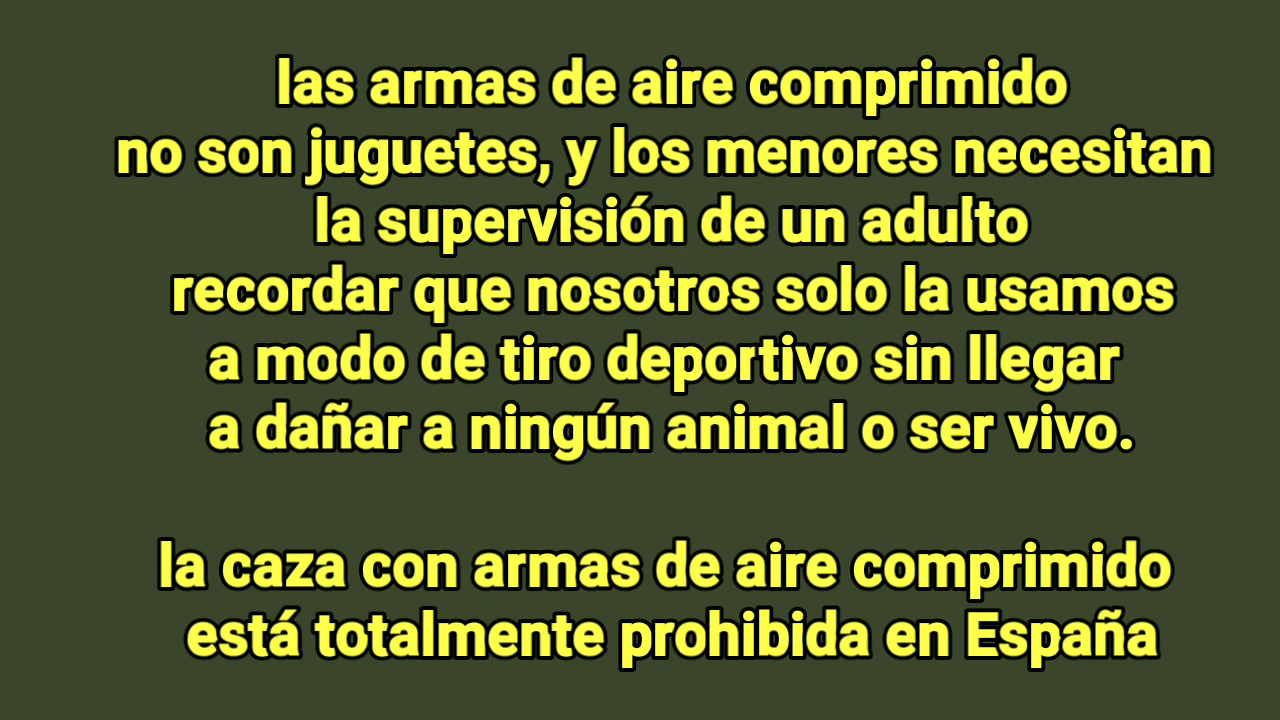 las armas de aire comprimido
no son juguetes, y los menores necesitan
la supervisión de un adulto
recordar que nosotros solo la usamos
a modo de tiro deportivo sin llegar
a dañar a ningún animal o ser vivo.
la caza con armas de aire comprimido
está totalmente prohibida en España